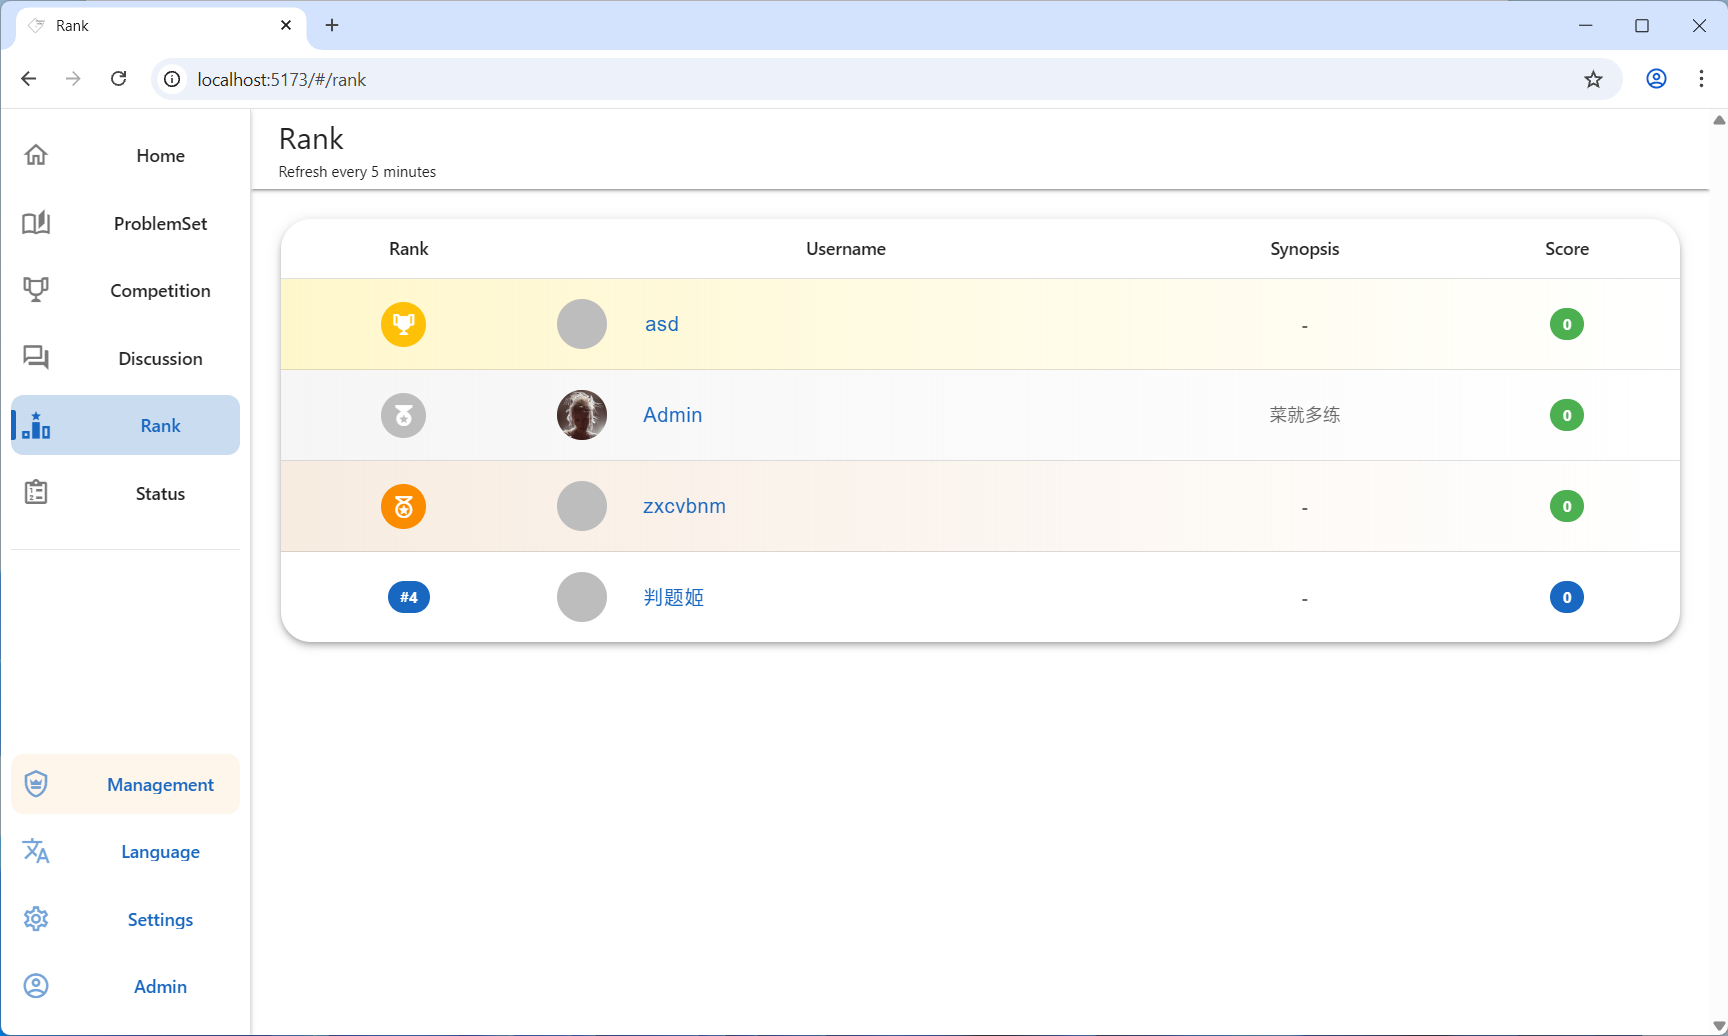 Rank
localhost:5173/#/rank
Home
ProblemSet
Competition
Discussion
Rank
Status
Management
Language
Settings
Admin
Rank
Refresh every 5 minutes
Rank Username Synopsis Score
asd - 0
Admin 菜就多练 0
zxcvbnm - 0
#4 判题姬 - 0